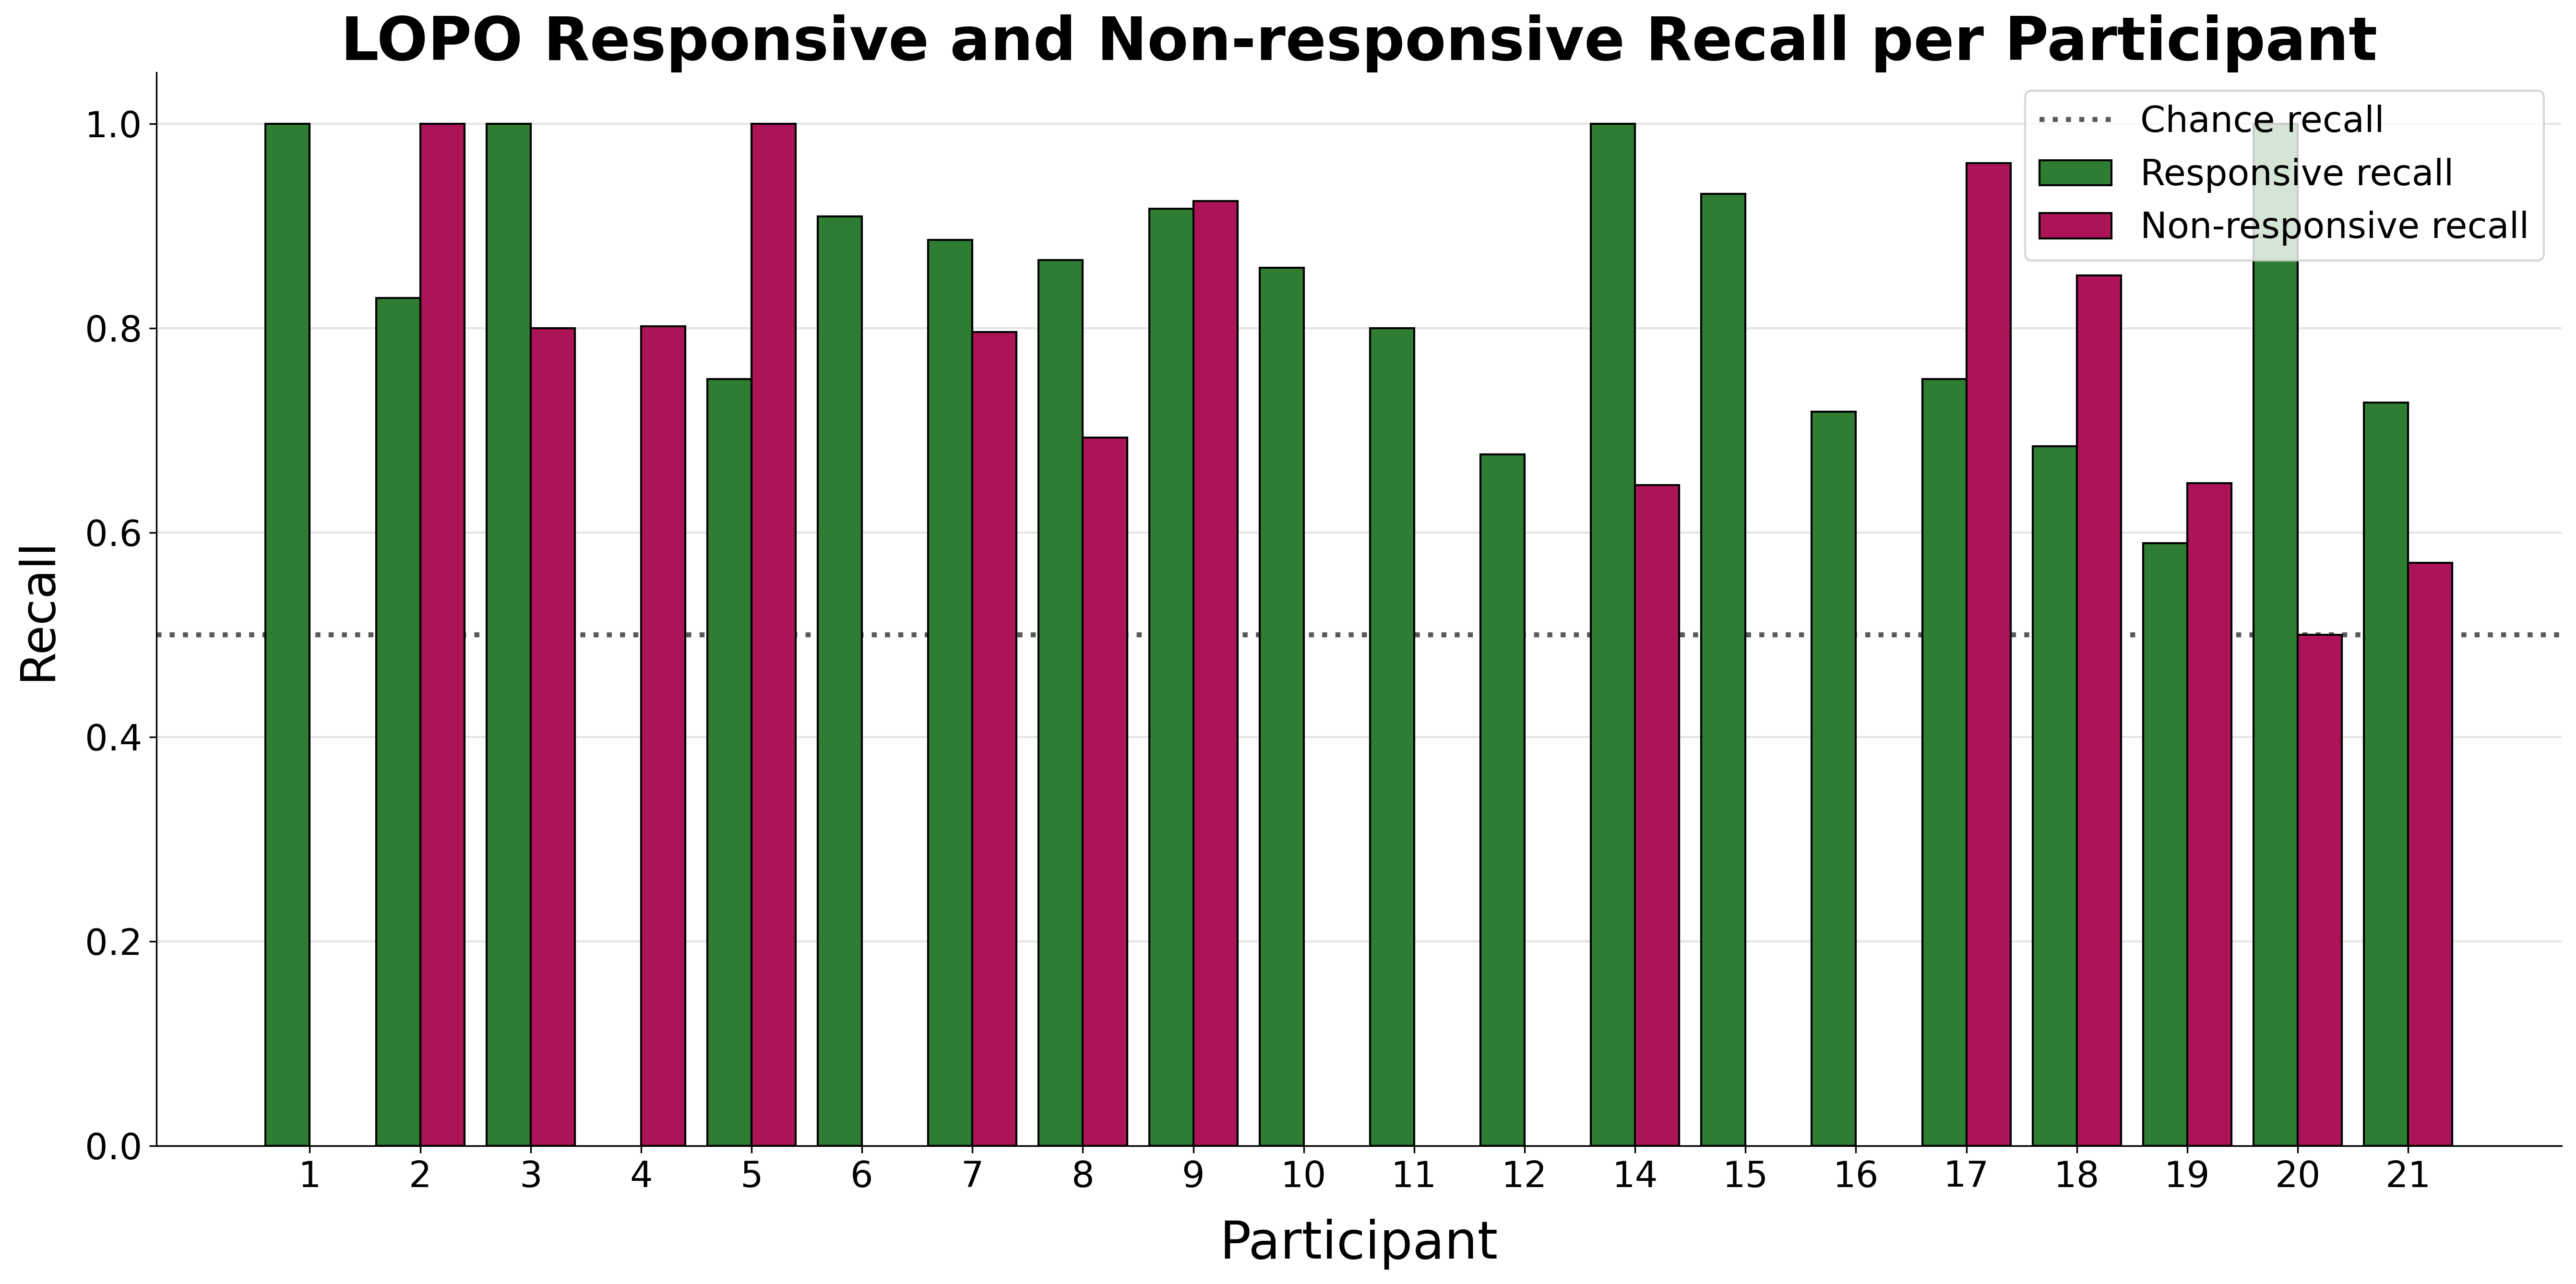 LOPO Responsive and Non-responsive Recall per Participant
Chance recall
Responsive recall
Non-responsive recall
1.0
0.8
0.6
0.4
0.2
0.0
Recall
1 2 3 4 5 6 7 8 9 10 11 12 14 15 16 17 18 19 20 21
Participant